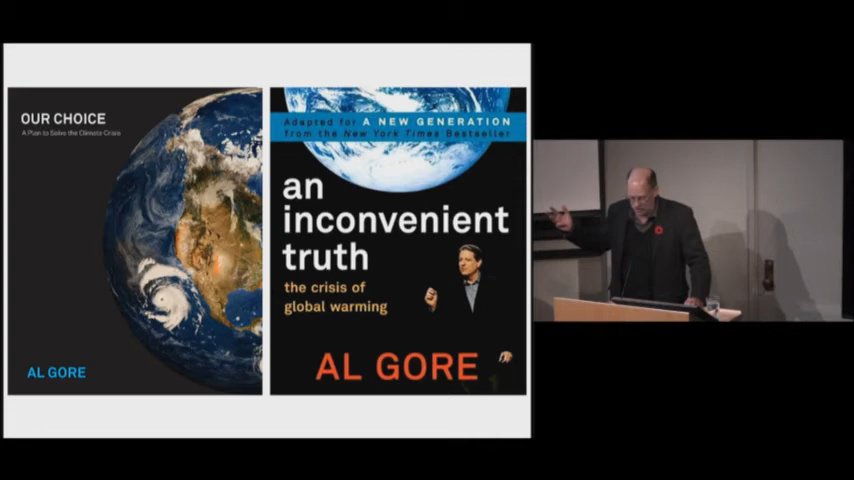 OUR CHOICE
A Plan to Solve the Climate Crisis
AL GORE
Adapted for A NEW GENERATION
from the New York Times Bestseller
an
inconvenient
truth
the crisis of
global warming
AL GORE